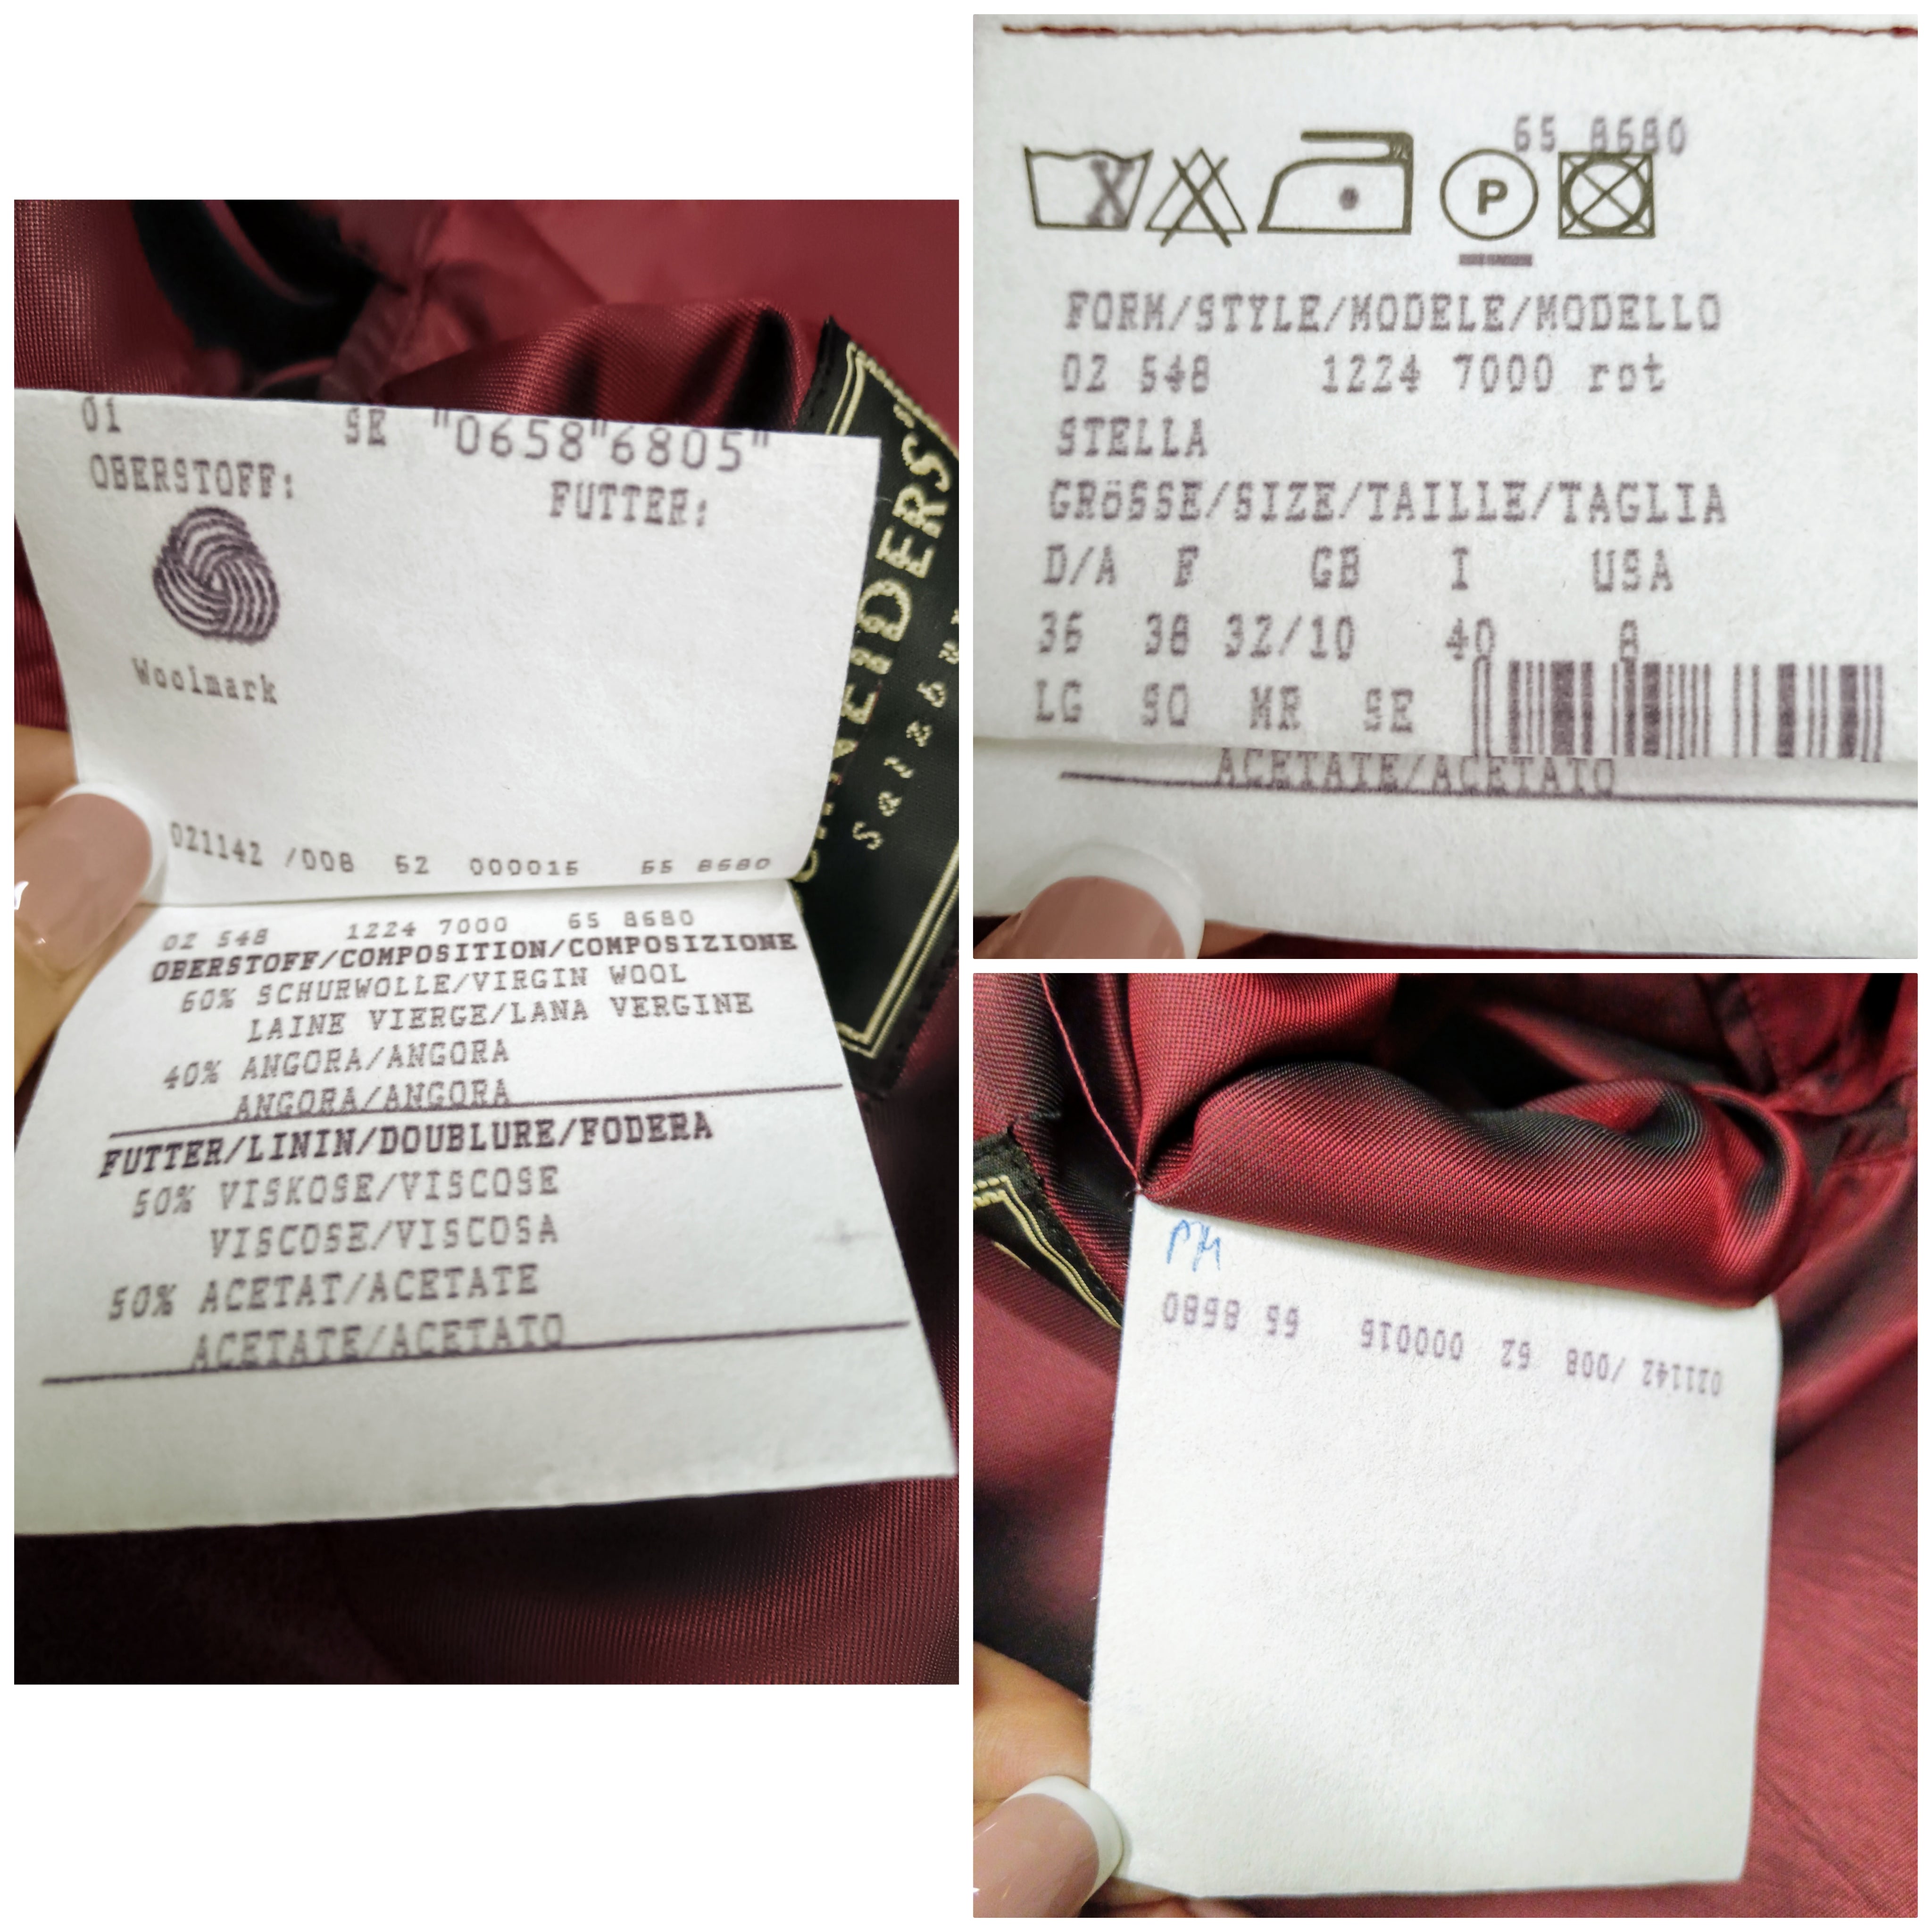 01 SE "0658"6805"
OBERSTOFF: FUTTER:
Woolmark
021142 /008 62 000016 65 8680
02 548 1224 7000 65 8680
OBERSTOFF/COMPOSITION/COMPOSIZIONE
60% SCHURWOLLE/VIRGIN WOOL
LAINE VIERGE/LANA VERGINE
40% ANGORA/ANGORA
ANGORA/ANGORA
FUTTER/LININ/DOUBLURE/FODERA
50% VISKOSE/VISCOSE
VISCOSE/VISCOSA
50% ACETAT/ACETATE
ACETATE/ACETATO
SCHNEIDERS
Salzburg
65 8680
P
FORM/STYLE/MODELE/MODELLO
02 548 1224 7000 rot
STELLA
GRöSSE/SIZE/TAILLE/TAGLIA
D/A F GB I USA
36 38 32/10 40 8
LG SO MR SE
ACETATE/ACETATO
021142 /008 62 000016 65 8680